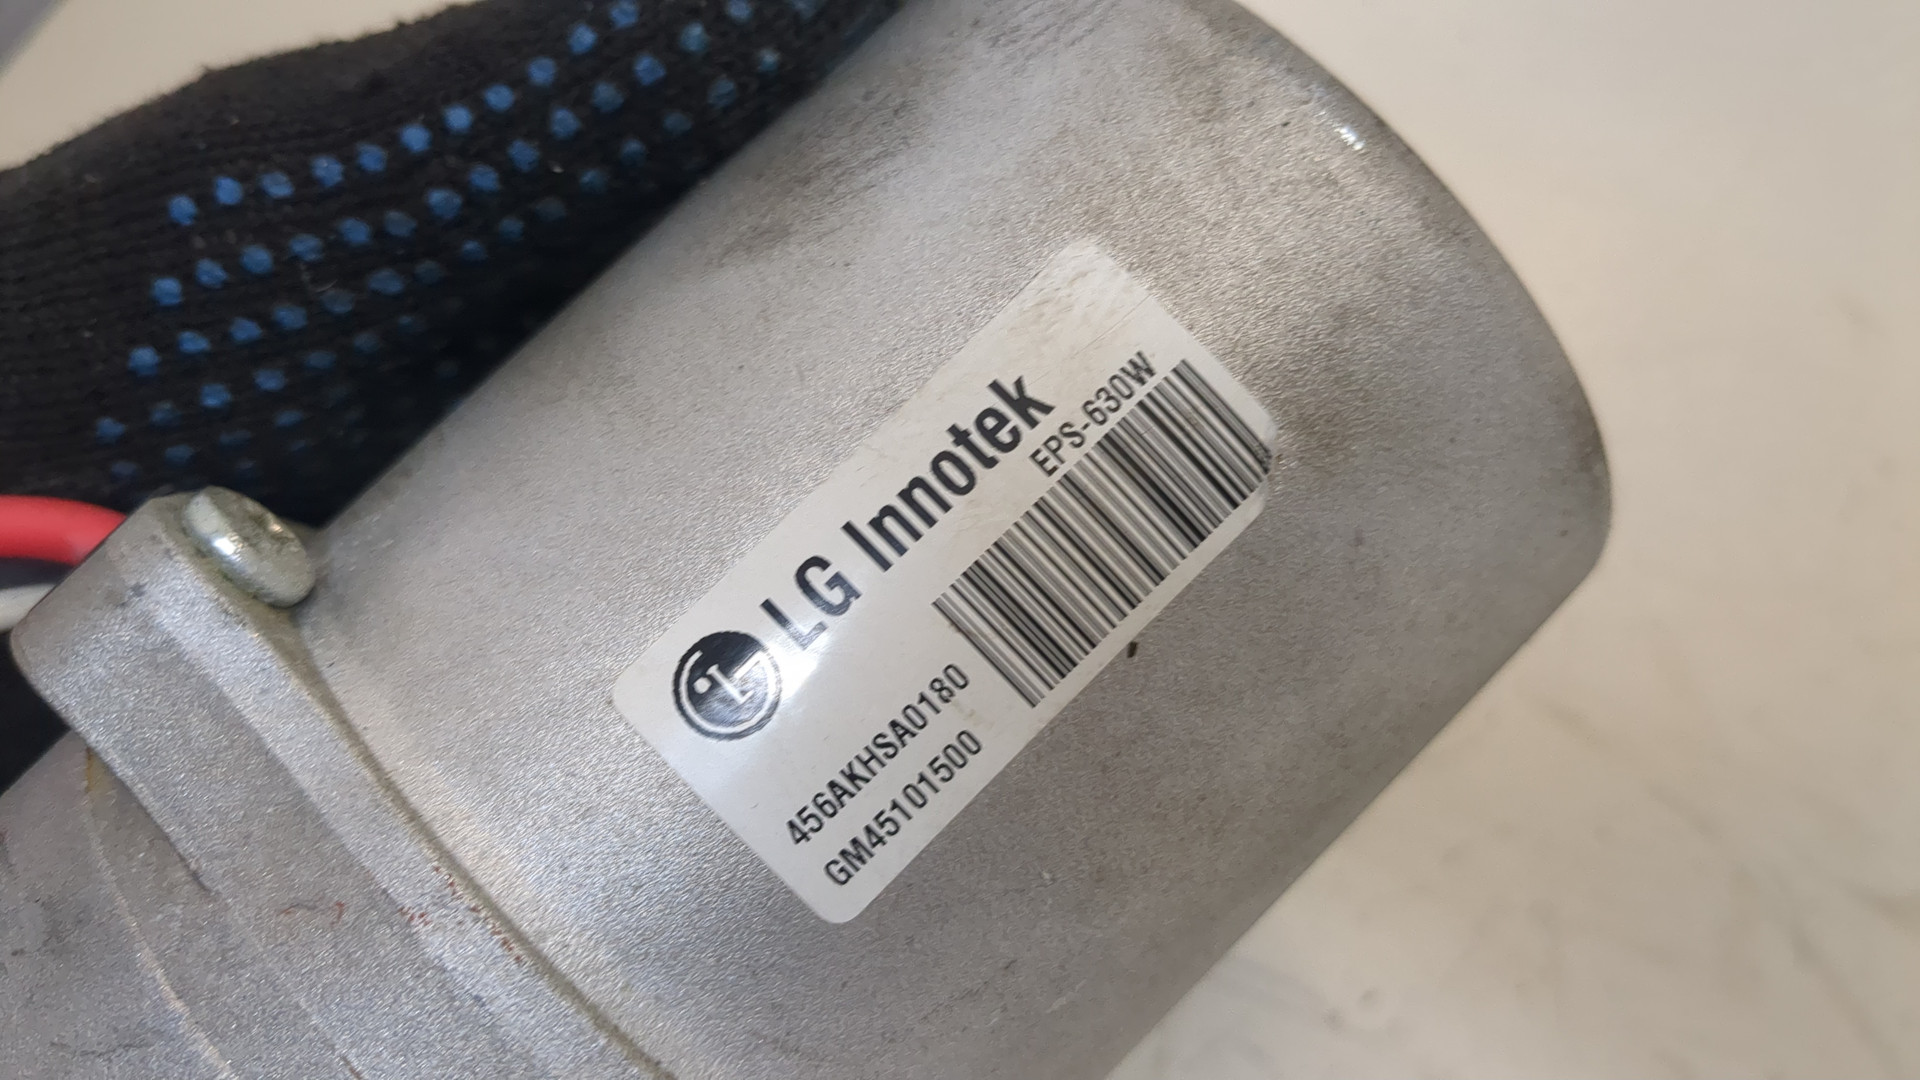 LG Innotek
EPS-630W
456AKHSA0180
GM45101500